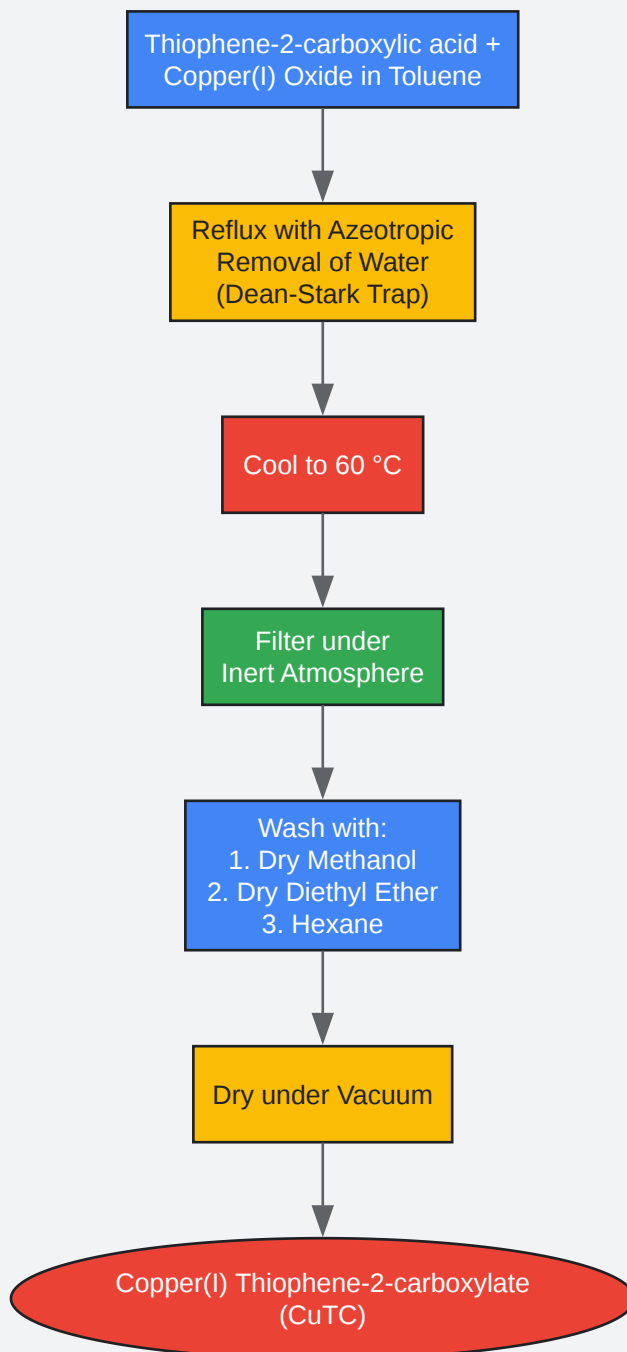 Thiophene-2-carboxylic acid +
Copper(I) Oxide in Toluene
Reflux with Azeotropic
Removal of Water
(Dean-Stark Trap)
Cool to 60 °C
Filter under
Inert Atmosphere
Wash with:
1. Dry Methanol
2. Dry Diethyl Ether
3. Hexane
Dry under Vacuum
Copper(I) Thiophene-2-carboxylate
(CuTC)